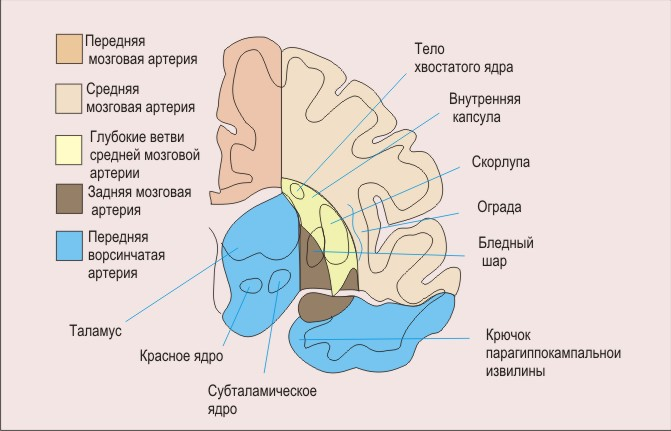 Передняя
мозговая артерия
Средняя
мозговая артерия
Глубокие ветви
средней мозговой
артерии
Задняя мозговая
артерия
Передняя
ворсинчатая
артерия
Тело
хвостатого ядра
Внутренняя
капсула
Скорлупа
Ограда
Бледный
шар
Таламус
Красное ядро
Субталамическое
ядро
Крючок
парагиппокампальнои
извилины